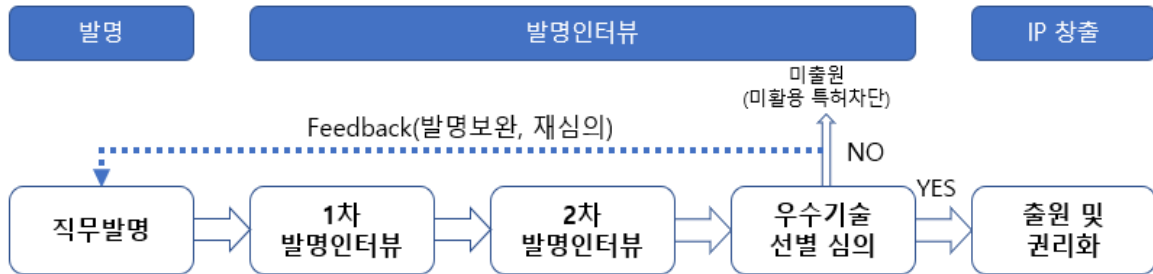 발명
발명인터뷰
IP 창출
미출원
(미활용 특허차단)
Feedback(발명보완, 재심의)
NO
YES
직무발명
1차
발명인터뷰
2차
발명인터뷰
우수기술
선별 심의
출원 및
권리화